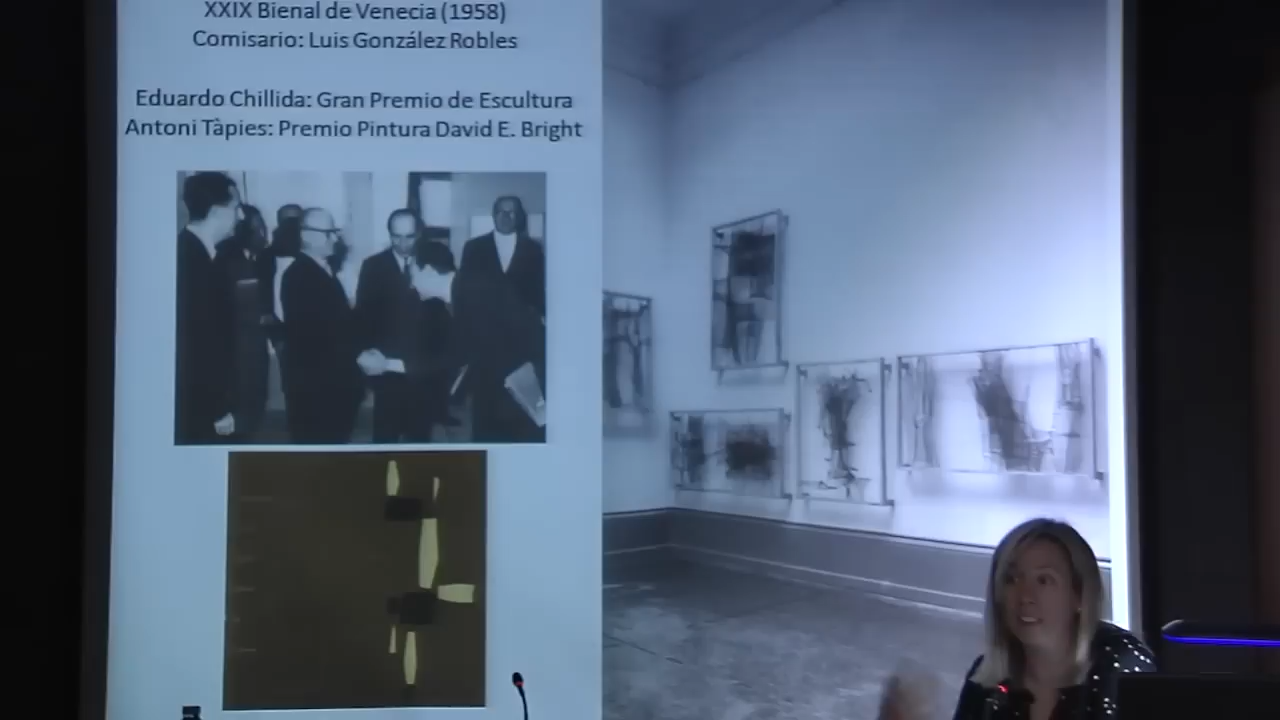 XXIX Bienal de Venecia (1958)
Comisario: Luis González Robles
Eduardo Chillida: Gran Premio de Escultura
Antoni Tàpies: Premio Pintura David E. Bright